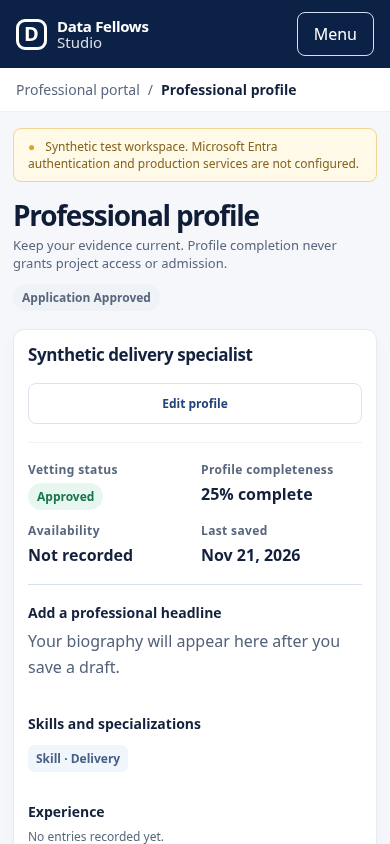 D Data Fellows
Studio
Menu
Professional portal / Professional profile
Synthetic test workspace. Microsoft Entra
authentication and production services are not configured.
Professional profile
Keep your evidence current. Profile completion never
grants project access or admission.
Application Approved
Synthetic delivery specialist
Edit profile
Vetting status
Approved
Profile completeness
25% complete
Availability
Not recorded
Last saved
Nov 21, 2026
Add a professional headline
Your biography will appear here after you
save a draft.
Skills and specializations
Skill · Delivery
Experience
No entries recorded yet.